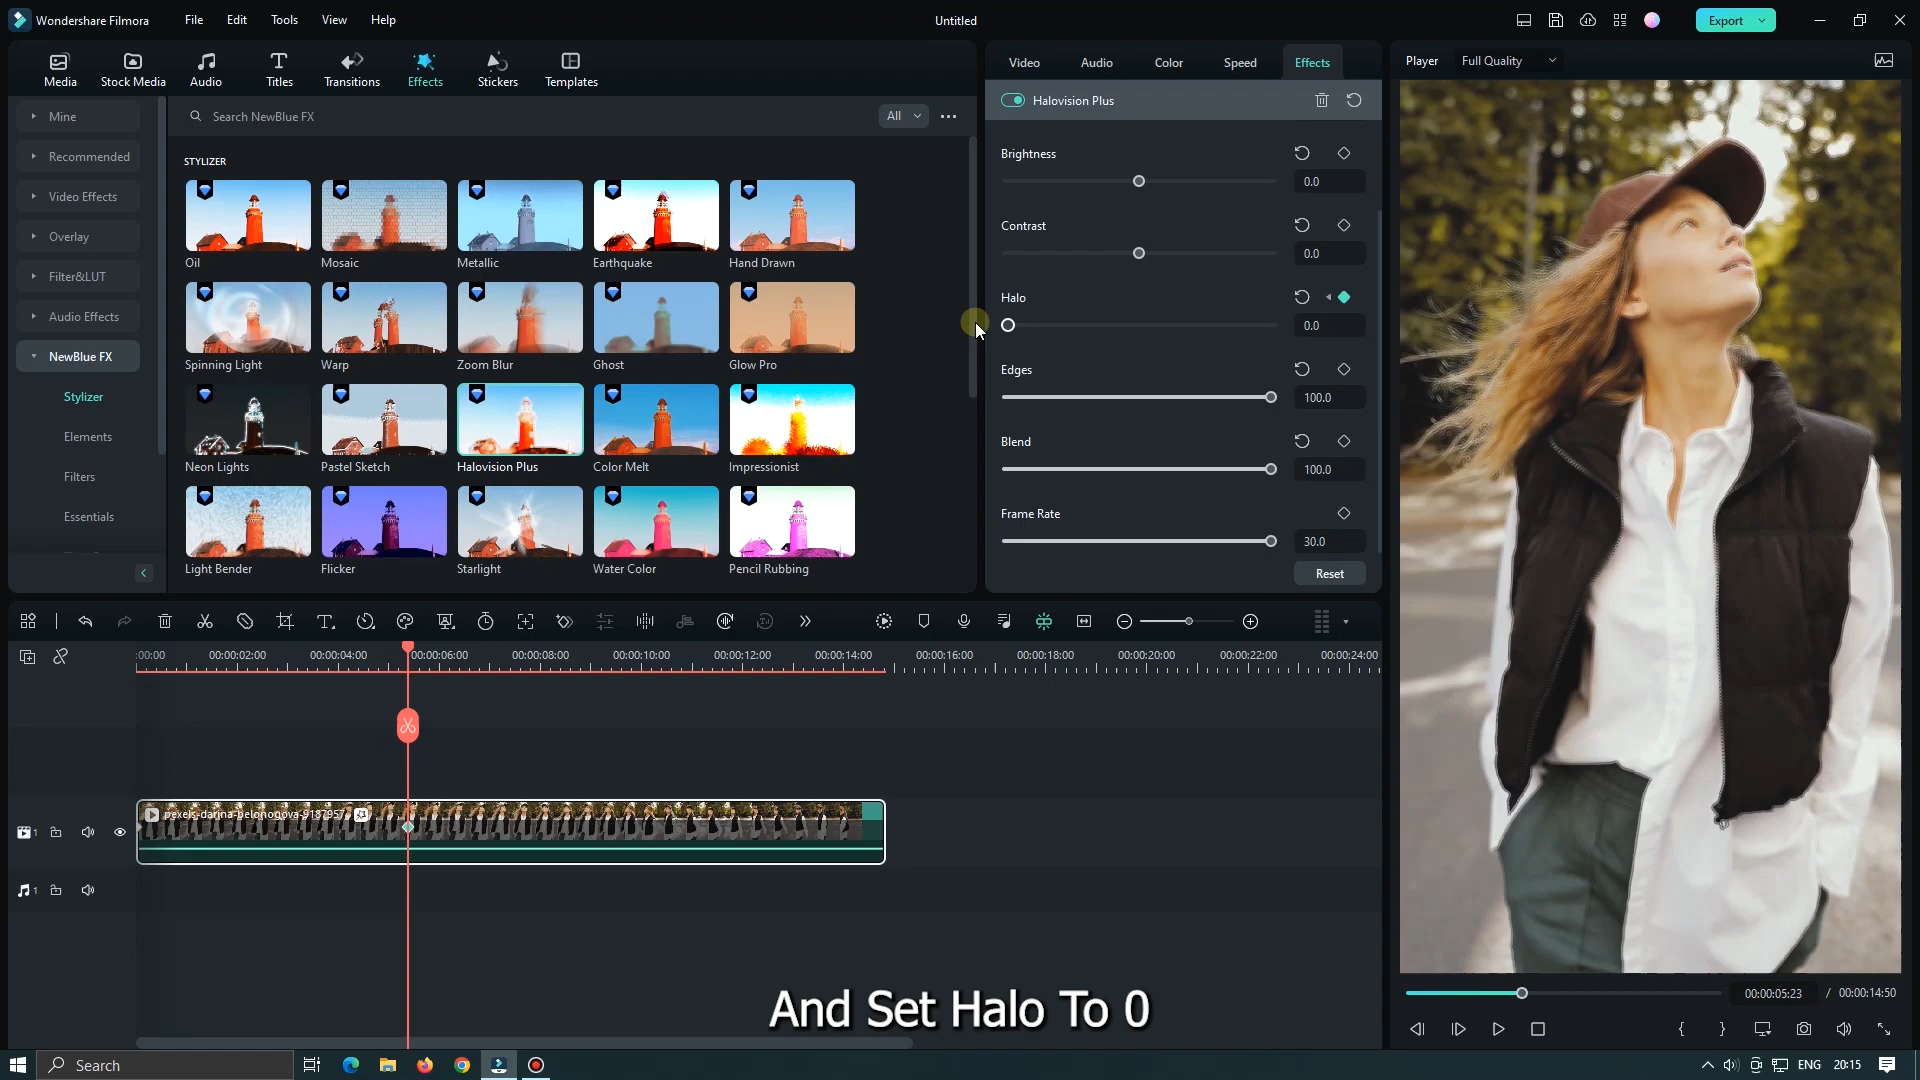 Wondershare Filmora
File
Edit
Tools
View
Help
Untitled
Export
Media
Stock Media
Audio
Titles
Transitions
Effects
Stickers
Templates
Video
Audio
Color
Speed
Effects
Player
Full Quality
Mine
Recommended
Video Effects
Overlay
Filter&LUT
Audio Effects
NewBlue FX
Stylizer
Elements
Filters
Essentials
Search NewBlue FX
All
STYLIZER
Oil
Mosaic
Metallic
Earthquake
Hand Drawn
Spinning Light
Warp
Zoom Blur
Ghost
Glow Pro
Neon Lights
Pastel Sketch
Halovision Plus
Color Melt
Impressionist
Light Bender
Flicker
Starlight
Water Color
Pencil Rubbing
Halovision Plus
Brightness
0.0
Contrast
0.0
Halo
0.0
Edges
100.0
Blend
100.0
Frame Rate
30.0
Reset
:00:00
00:00:02:00
00:00:04:00
00:00:06:00
00:00:08:00
00:00:10:00
00:00:12:00
00:00:14:00
00:00:16:00
00:00:18:00
00:00:20:00
00:00:22:00
00:00:24:00
pexels-darina-belonogova-9187957
1
1
And Set Halo To 0
00:00:05:23 / 00:00:14:50
{ }
Search
ENG
20:15